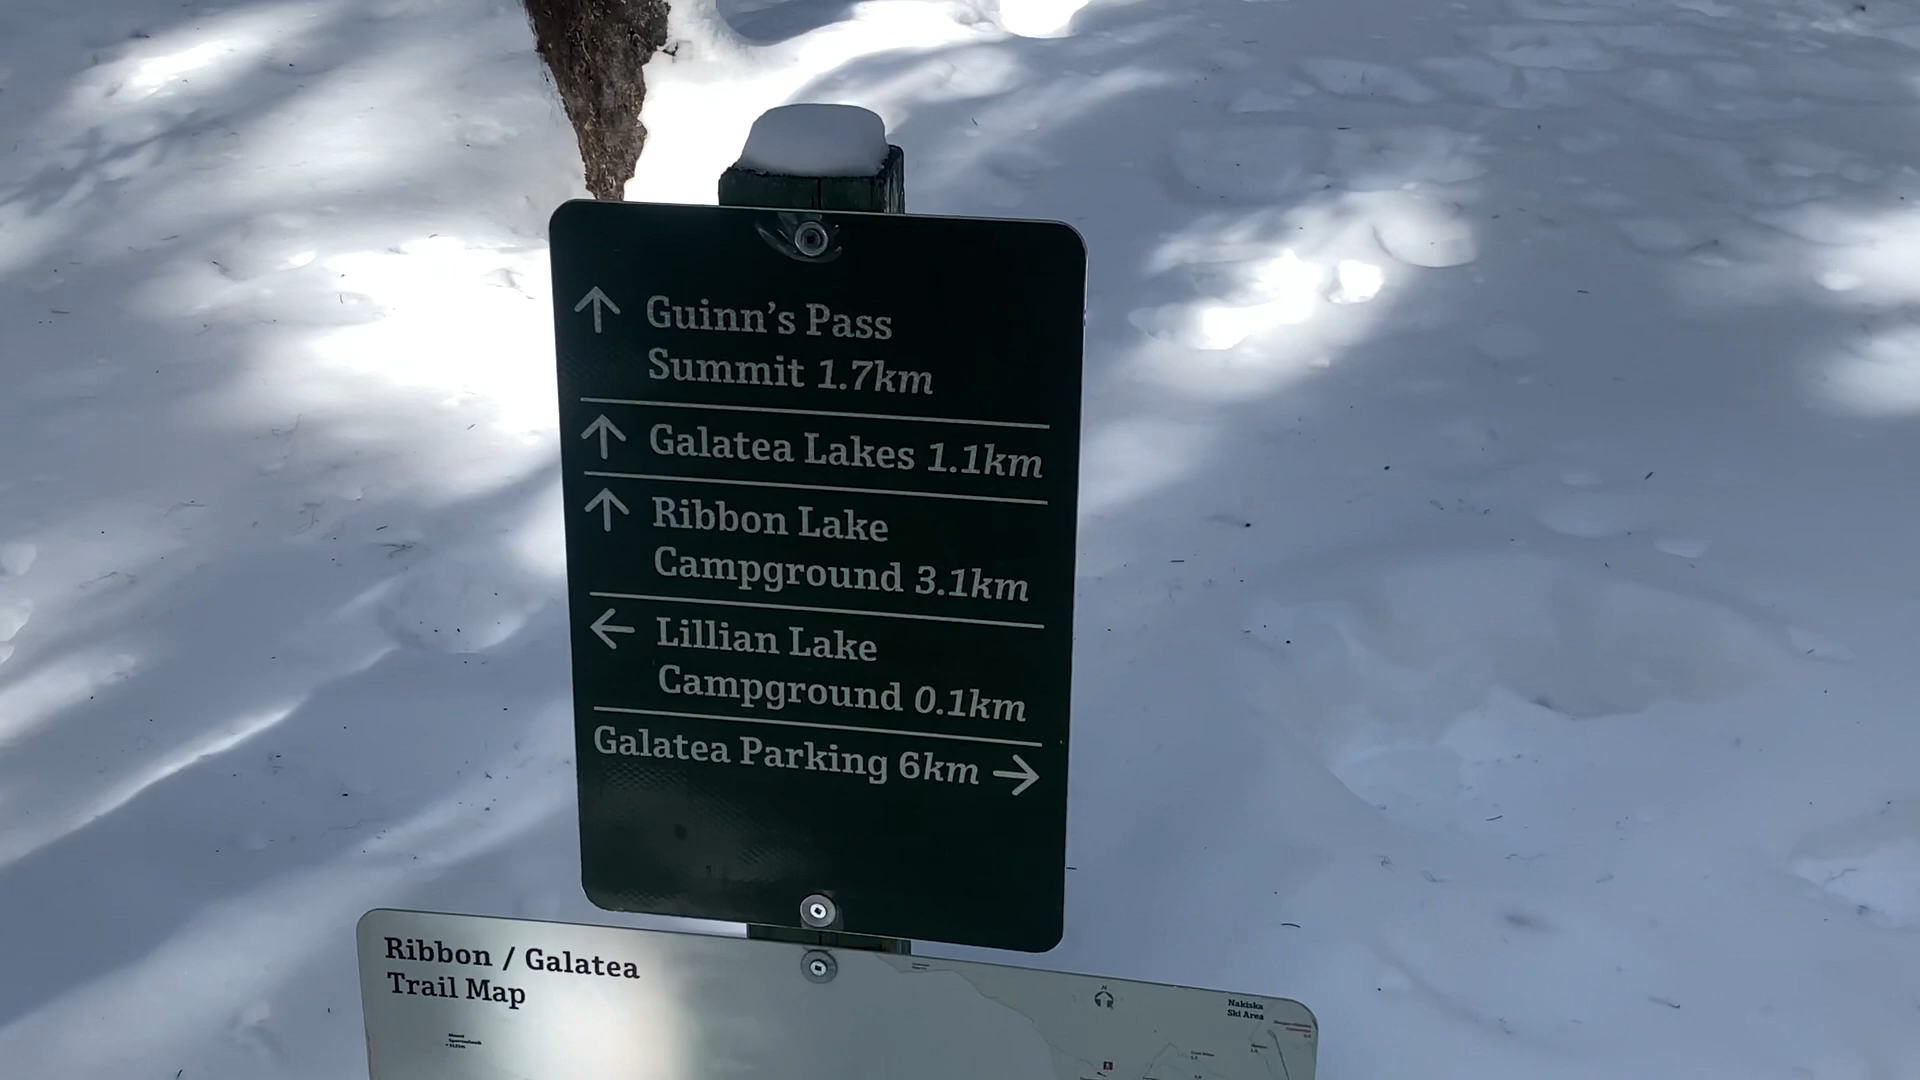 Guinn's Pass
Summit 1.7km
Galatea Lakes 1.1km
Ribbon Lake
Campground 3.1km
Lillian Lake
Campground 0.1km
Galatea Parking 6km
Ribbon / Galatea
Trail Map
N
Nakiska
Ski Area